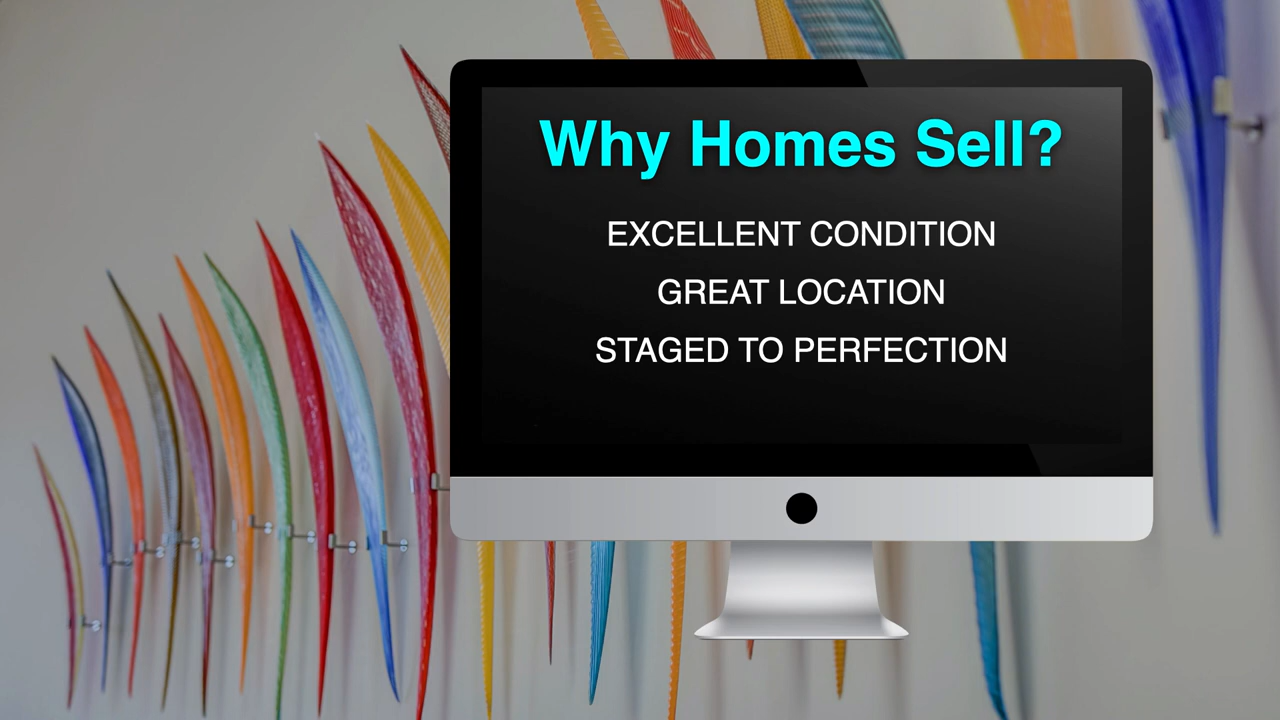 Why Homes Sell?
EXCELLENT CONDITION
GREAT LOCATION
STAGED TO PERFECTION